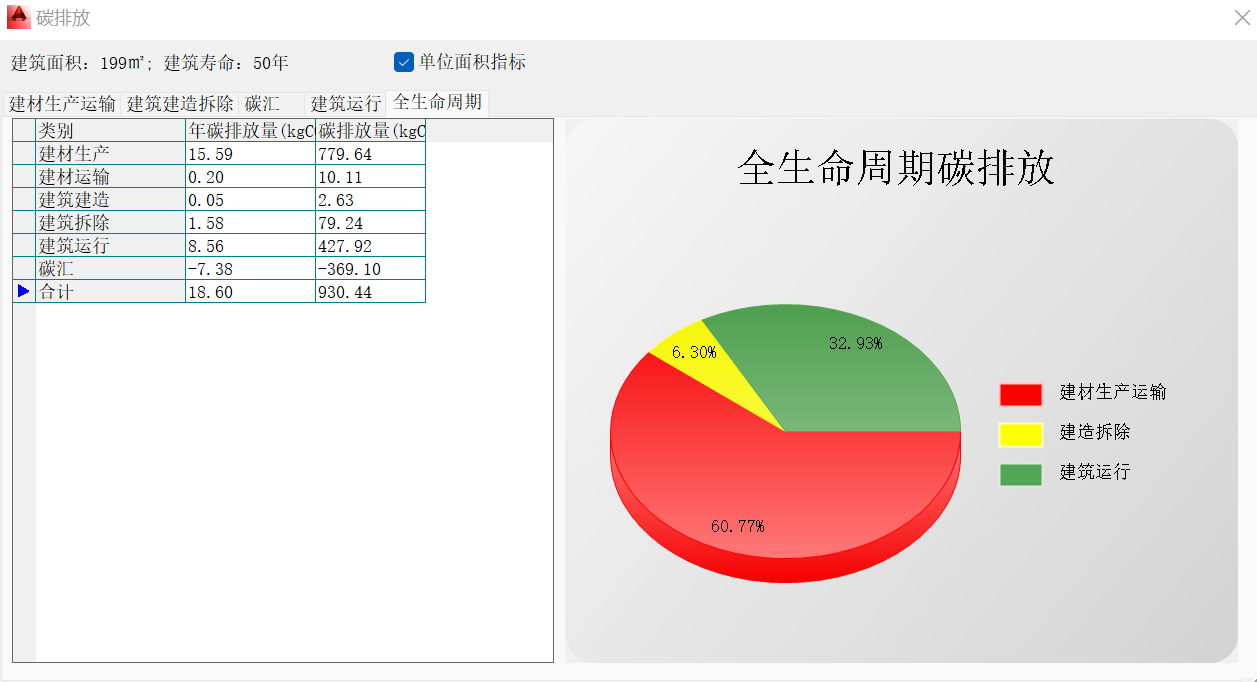 碳排放
建筑面积：199㎡；建筑寿命：50年
单位面积指标
建材生产运输 建筑建造拆除 碳汇 建筑运行 全生命周期
类别 年碳排放量(kgC 碳排放量(kgC
建材生产 15.59 779.64
建材运输 0.20 10.11
建筑建造 0.05 2.63
建筑拆除 1.58 79.24
建筑运行 8.56 427.92
碳汇 -7.38 -369.10
合计 18.60 930.44
全生命周期碳排放
32.93%
6.30%
60.77%
建材生产运输
建造拆除
建筑运行